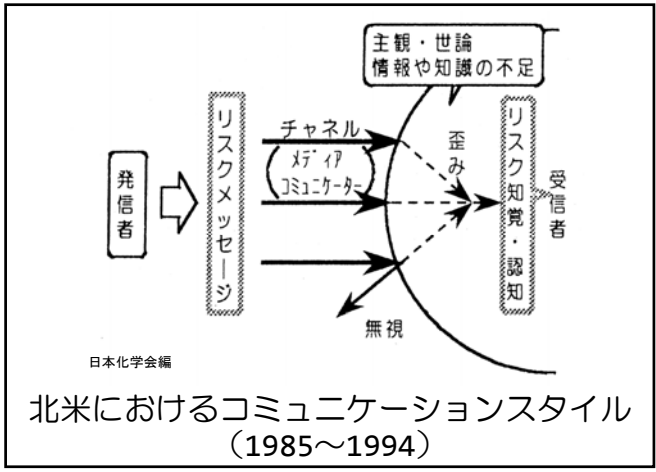 主観・世論
情報や知識の不足
発信者
リスクメッセージ
チャネル
メディア
コミュニケーター
歪み
リスク知覚・認知
受信者
無視
日本化学会編
北米におけるコミュニケーションスタイル
(1985～1994)